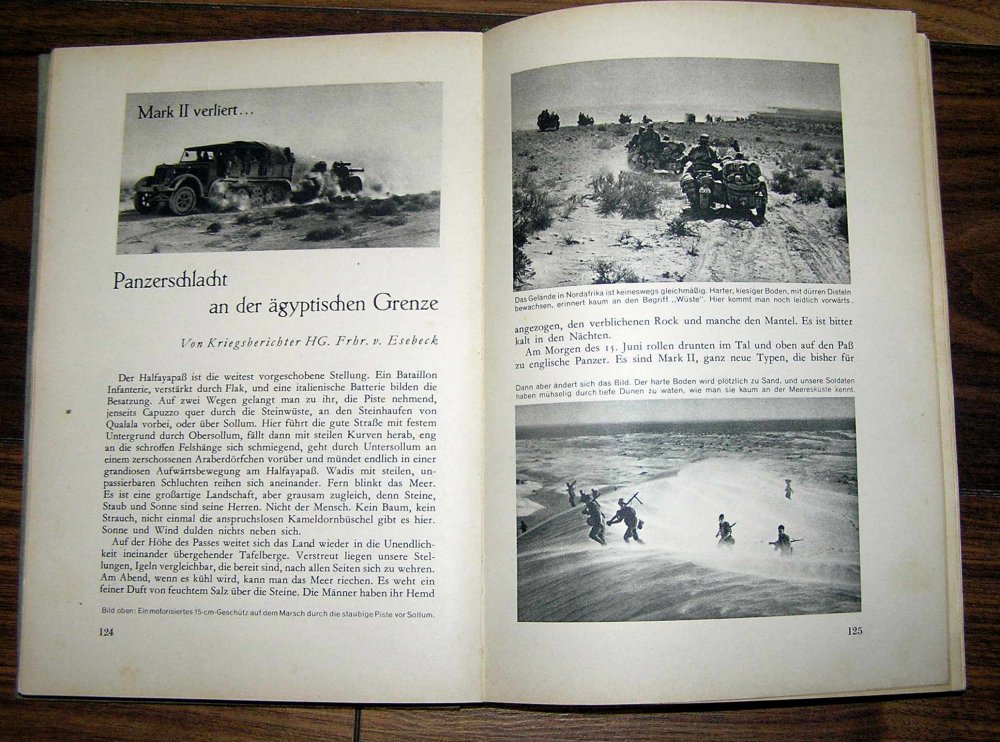 Mark II verliert...
Panzerschlacht
an der ägyptischen Grenze
Von Kriegsberichter HG. Frhr. v. Esebeck
Der Halfayapaß ist die weitest vorgeschobene Stellung. Ein Bataillon
Infanterie, verstärkt durch Flak, und eine italienische Batterie bilden die
Besatzung. Auf zwei Wegen gelangt man zu ihr, die Piste nehmend,
jenseits Capuzzo quer durch die Steinwüste, an den Steinhaufen von
Qualala vorbei, oder über Sollum. Hier führt die gute Straße mit festem
Untergrund durch Obersollum, fällt dann mit steilen Kurven herab, eng
an die schroffen Felshänge sich schmiegend, geht durch Untersollum an
einem zerschossenen Araberdörfchen vorüber und mündet endlich in einer
grandiosen Aufwärtsbewegung am Halfayapaß. Wadis mit steilen, un-
passierbaren Schluchten reihen sich aneinander. Fern blinkt das Meer.
Es ist eine großartige Landschaft, aber grausam zugleich, denn Steine,
Staub und Sonne sind seine Herren. Nicht der Mensch. Kein Baum, kein
Strauch, nicht einmal die anspruchslosen Kameldornbüschel gibt es hier.
Sonne und Wind dulden nichts neben sich.
Auf der Höhe des Passes weitet sich das Land wieder in die Unendlich-
keit ineinander übergehender Tafelberge. Verstreut liegen unsere Stel-
lungen, Igeln vergleichbar, die bereit sind, nach allen Seiten sich zu wehren.
Am Abend, wenn es kühl wird, kann man das Meer riechen. Es weht ein
feiner Duft von feuchtem Salz über die Steine. Die Männer haben ihr Hemd
Bild oben: Ein motorisiertes 15-cm-Geschütz auf dem Marsch durch die staubige Piste vor Sollum.
124
Das Gelände in Nordafrika ist keineswegs gleichmäßig. Harter, kiesiger Boden, mit dürren Disteln
bewachsen, erinnert kaum an den Begriff „Wüste". Hier kommt man noch leidlich vorwärts.
angezogen, den verblichenen Rock und manche den Mantel. Es ist bitter
kalt in den Nächten.
Am Morgen des 15. Juni rollen drunten im Tal und oben auf den Paß
zu englische Panzer. Es sind Mark II, ganz neue Typen, die bisher für
Dann aber ändert sich das Bild. Der harte Boden wird plötzlich zu Sand, und unsere Soldaten
haben mühselig durch tiefe Dünen zu waten, wie man sie kaum an der Meeresküste kennt.
125